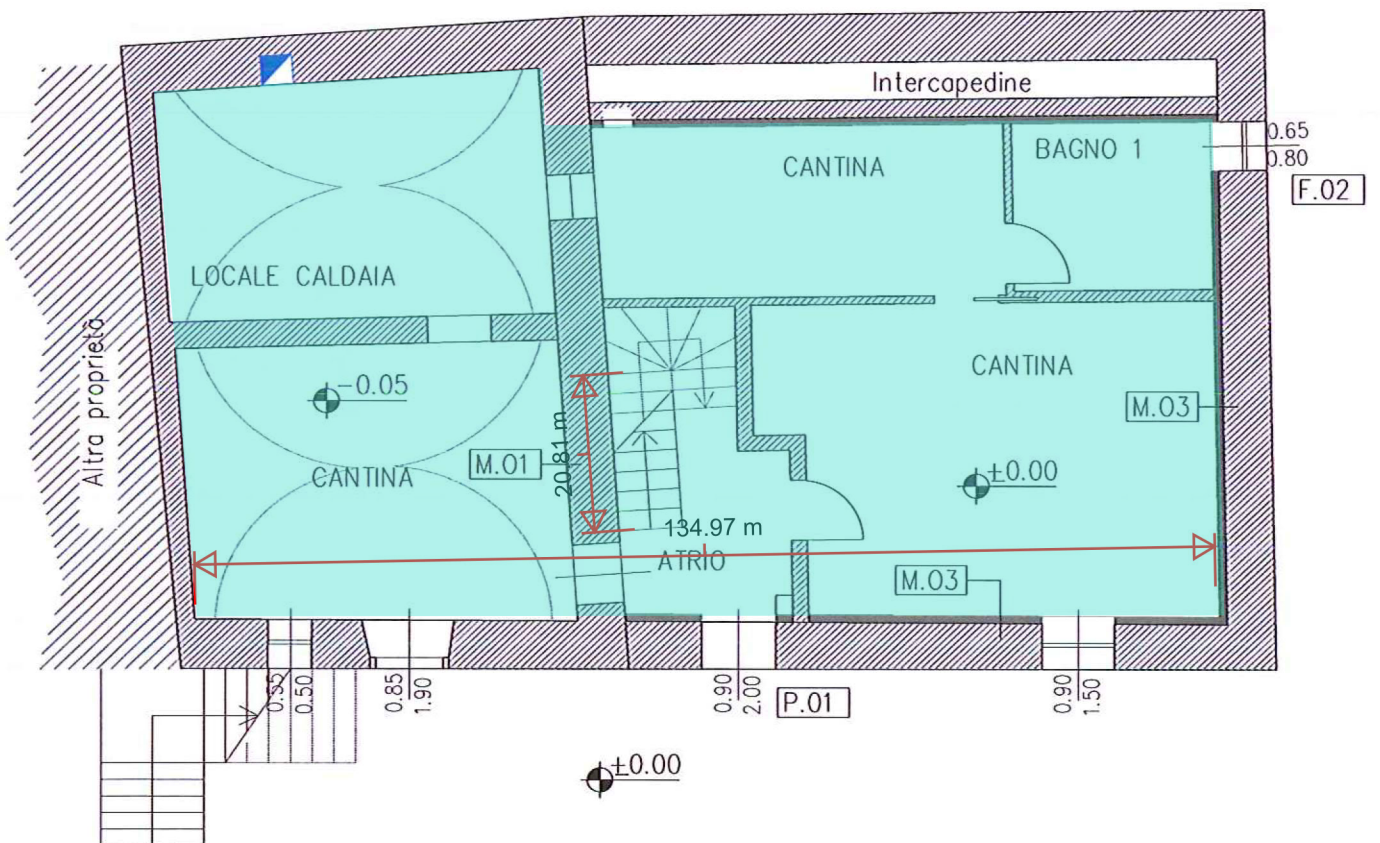 Intercapedine
CANTINA
BAGNO 1
0.65
0.80
F.02
LOCALE CALDAIA
Altra proprietà
-0.05
CANTINA
M.03
M.01
20.81 m
CANTINA
±0.00
134.97 m
ATRIO
M.03
0.55
0.50
0.85
1.90
0.90
2.00
P.01
0.90
1.50
±0.00